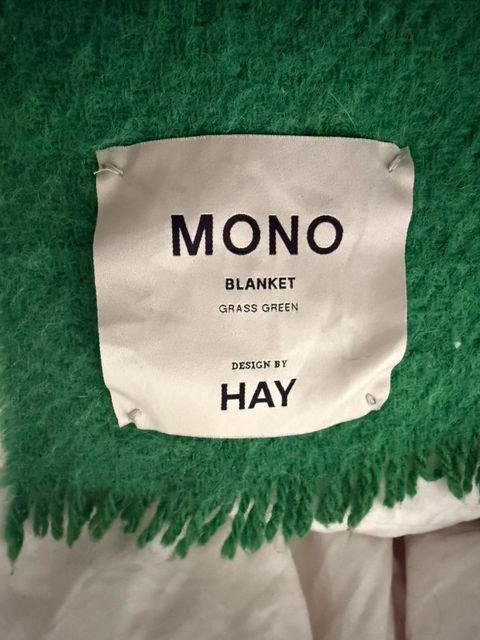 MONO
BLANKET
GRASS GREEN
DESIGN BY
HAY